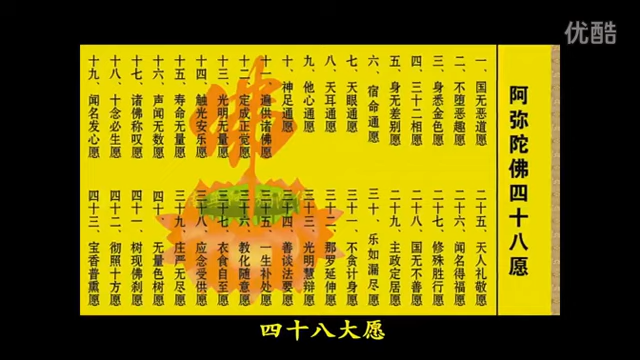 优酷
阿弥陀佛四十八愿
一、国无恶道愿
二、不堕恶趣愿
三、身悉金色愿
四、三十二相愿
五、身无差别愿
六、宿命通愿
七、天眼通愿
八、天耳通愿
九、他心通愿
十、神足通愿
十一、遍供诸佛愿
十二、定成正觉愿
十三、光明无量愿
十四、触光安乐愿
十五、寿命无量愿
十六、声闻无数愿
十七、诸佛称叹愿
十八、十念必生愿
十九、闻名发心愿
二十五、天人礼敬愿
二十六、闻名得福愿
二十七、修殊胜行愿
二十八、国无不善愿
二十九、主政定居愿
三十、乐如漏尽愿
三十一、不贪计身愿
三十二、那罗延伸愿
三十三、光明慧辩愿
三十四、善谈法要愿
三十五、一生补处愿
三十六、教化随意愿
三十七、衣食自至愿
三十八、应念受供愿
三十九、庄严无尽愿
四十、无量色树愿
四十一、树现佛刹愿
四十二、彻照十方愿
四十三、宝香普熏愿
佛
四十八大愿